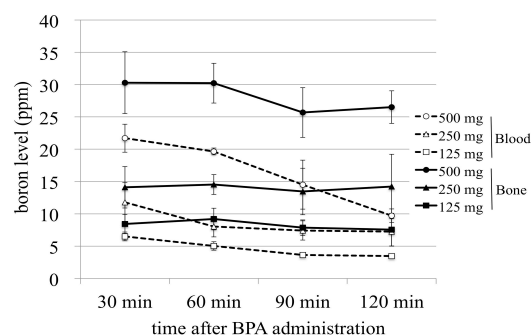 boron level (ppm)
40
35
30
25
20
15
10
5
0
30 min 60 min 90 min 120 min
time after BPA administration
500 mg
250 mg
125 mg
Blood
500 mg
250 mg
125 mg
Bone